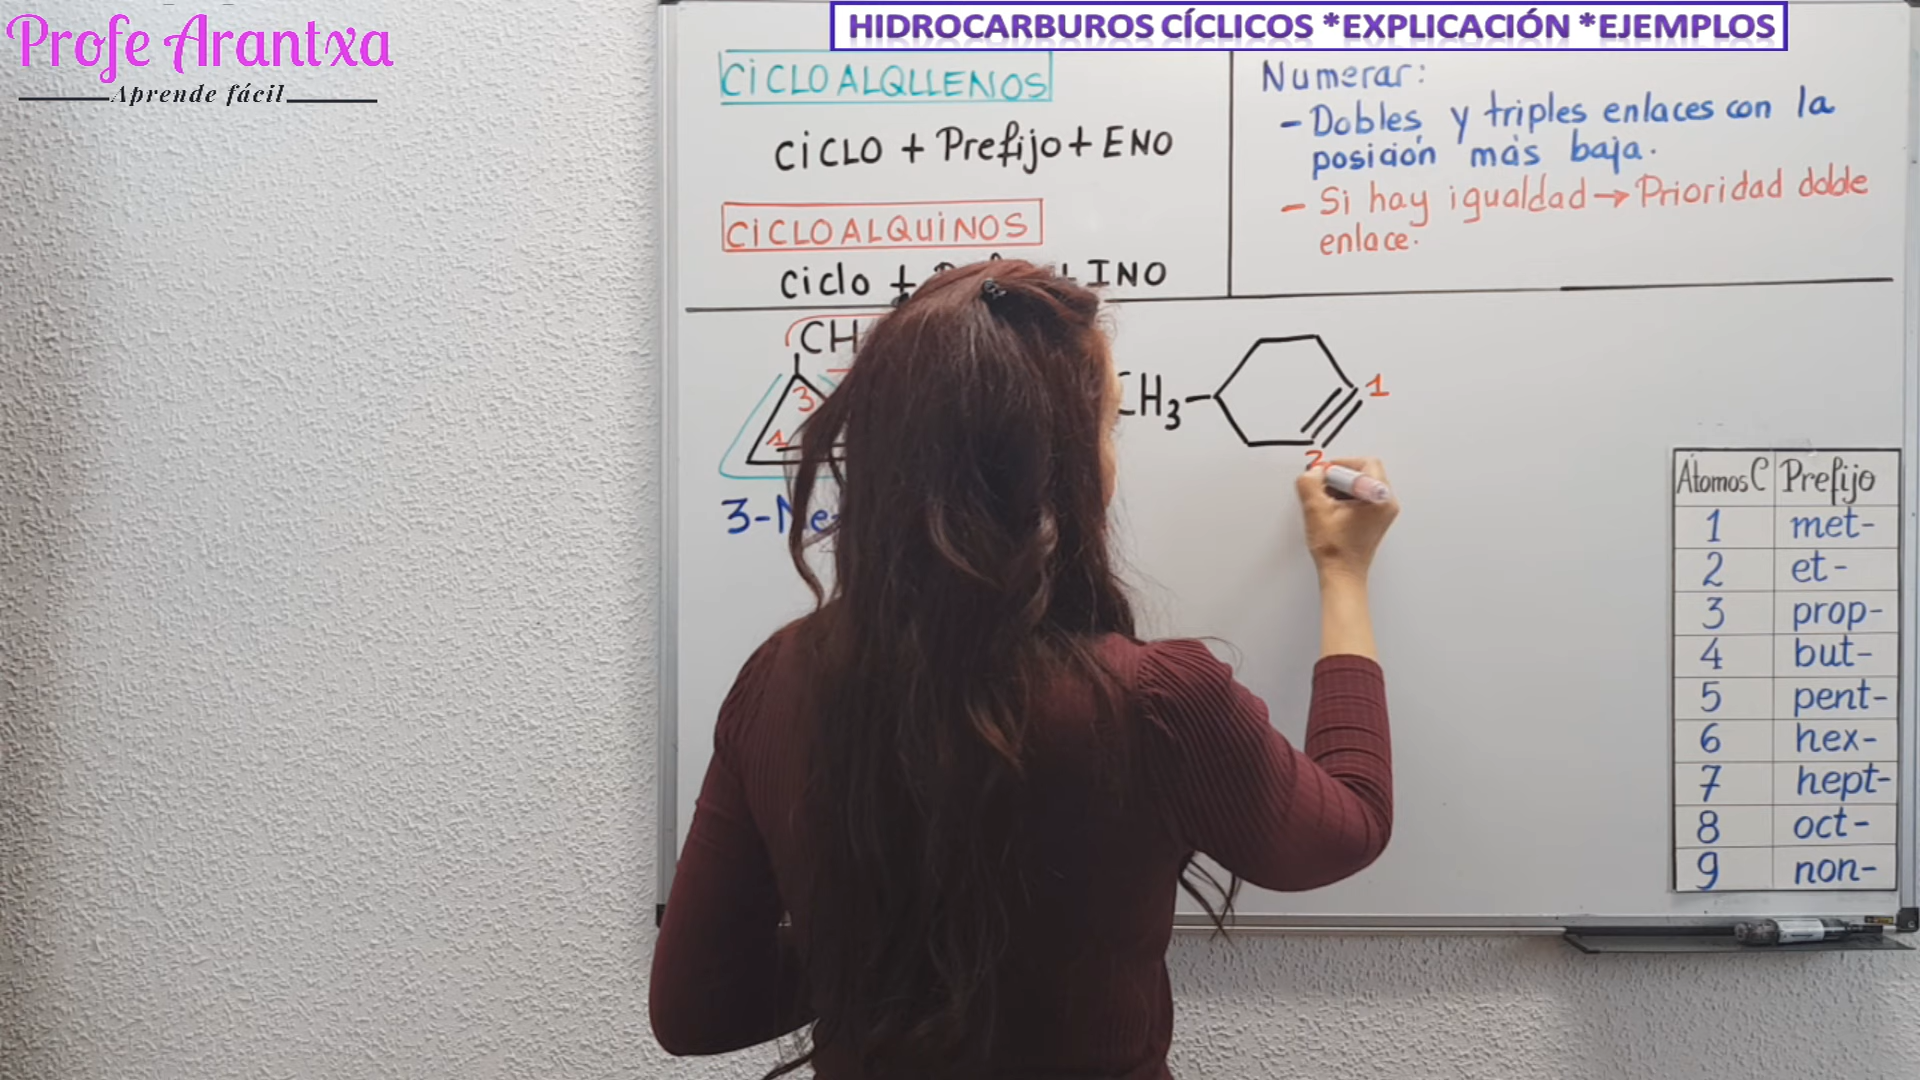 Profe Arantxa
Aprende fácil
HIDROCARBUROS CÍCLICOS *EXPLICACIÓN *EJEMPLOS
CICLOALQUENOS
CICLO + Prefijo + ENO
CICLOALQUINOS
Ciclo + + INO
Numerar:
- Dobles y triples enlaces con la
posición más baja.
- Si hay igualdad → Prioridad doble
enlace.
CH
3
1
3-Me
CH3-
1
2
Átomos C Prefijo
1 met-
2 et-
3 prop-
4 but-
5 pent-
6 hex-
7 hept-
8 oct-
9 non-